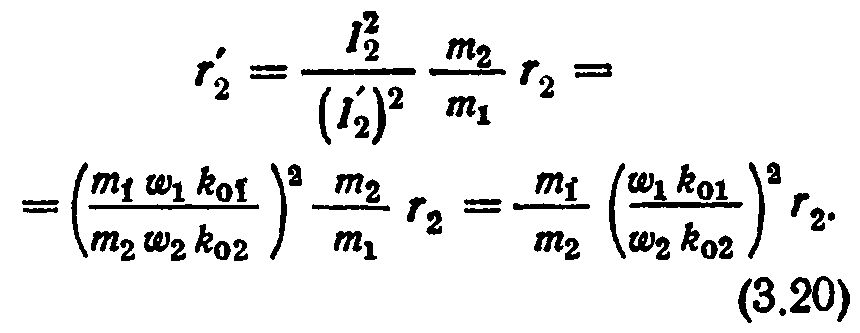 r′₂ = I₂² / (I′₂)² m₂ / m₁ r₂ =
= (m₁ w₁ k₀₁ / m₂ w₂ k₀₂)² m₂ / m₁ r₂ = m₁ / m₂ (w₁ k₀₁ / w₂ k₀₂)² r₂.
(3.20)